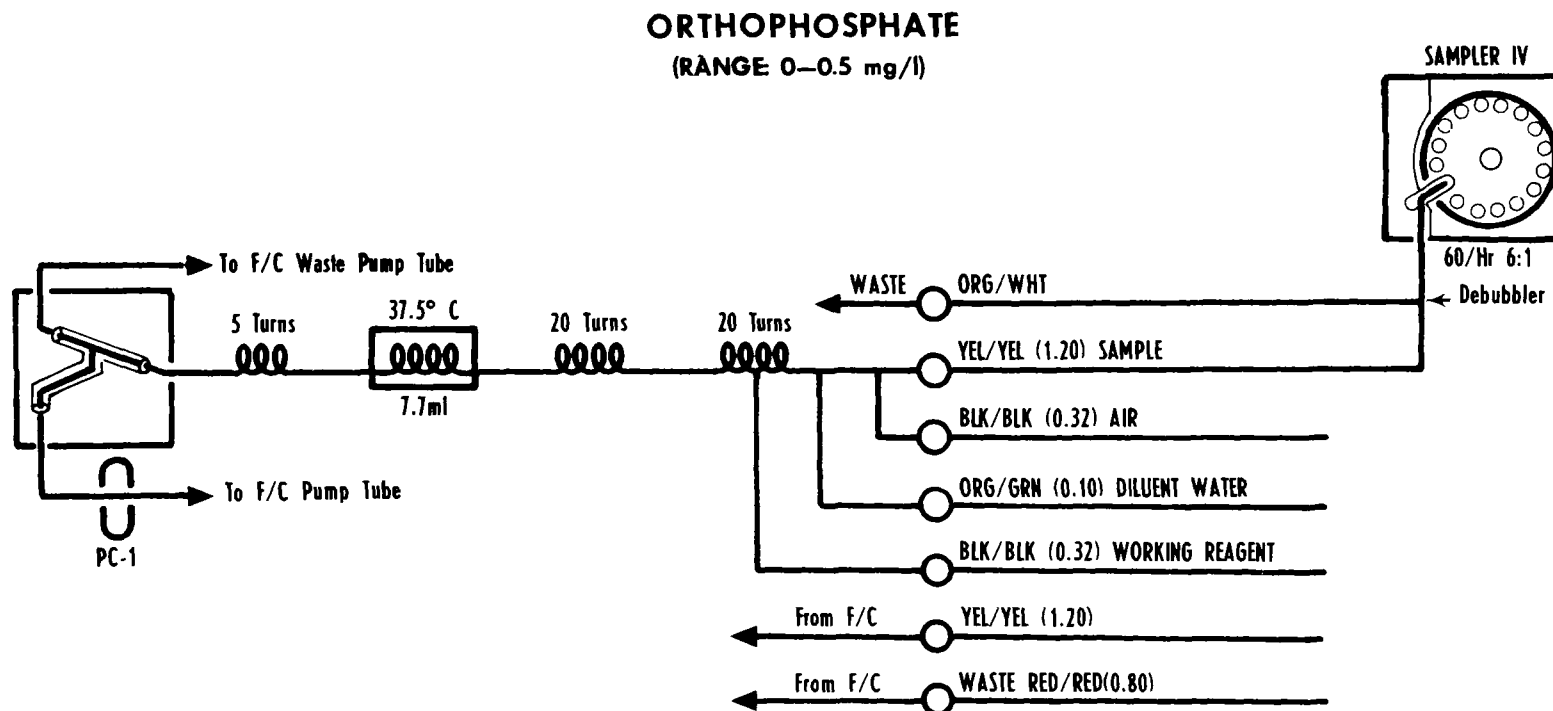 ORTHOPHOSPHATE
(RANGE 0—0.5 mg/l)
SAMPLER IV
60/Hr 6:1
Debubbler
To F/C Waste Pump Tube
WASTE
ORG/WHT
5 Turns
37.5° C
20 Turns
20 Turns
YEL/YEL (1.20) SAMPLE
7.7ml
BLK/BLK (0.32) AIR
To F/C Pump Tube
ORG/GRN (0.10) DILUENT WATER
PC-1
BLK/BLK (0.32) WORKING REAGENT
From F/C
YEL/YEL (1.20)
From F/C
WASTE RED/RED(0.80)